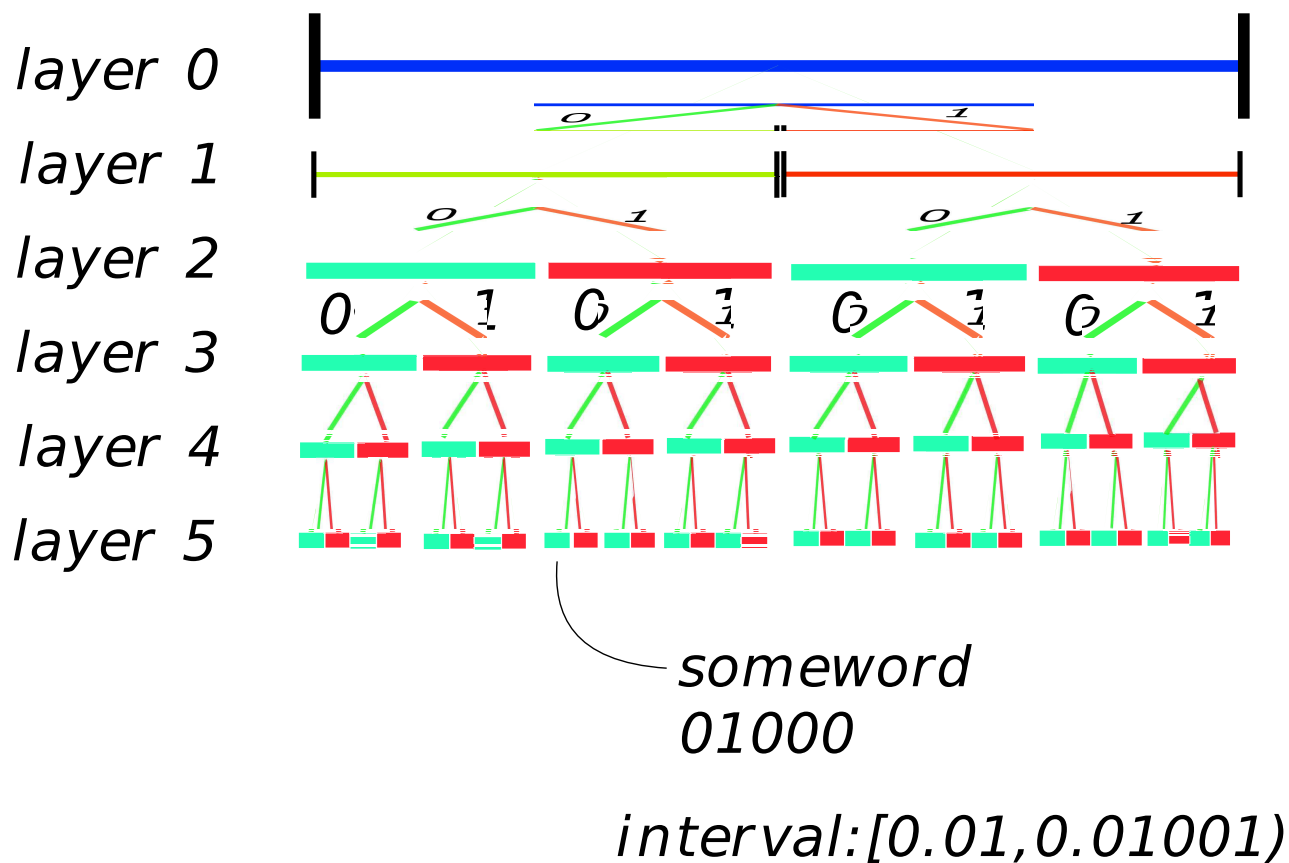 layer 0
0 1
layer 1
0 1 0 1
layer 2
0 1 0 1 0 1 0 1
layer 3
layer 4
layer 5
someword
01000
interval:[0.01,0.01001)